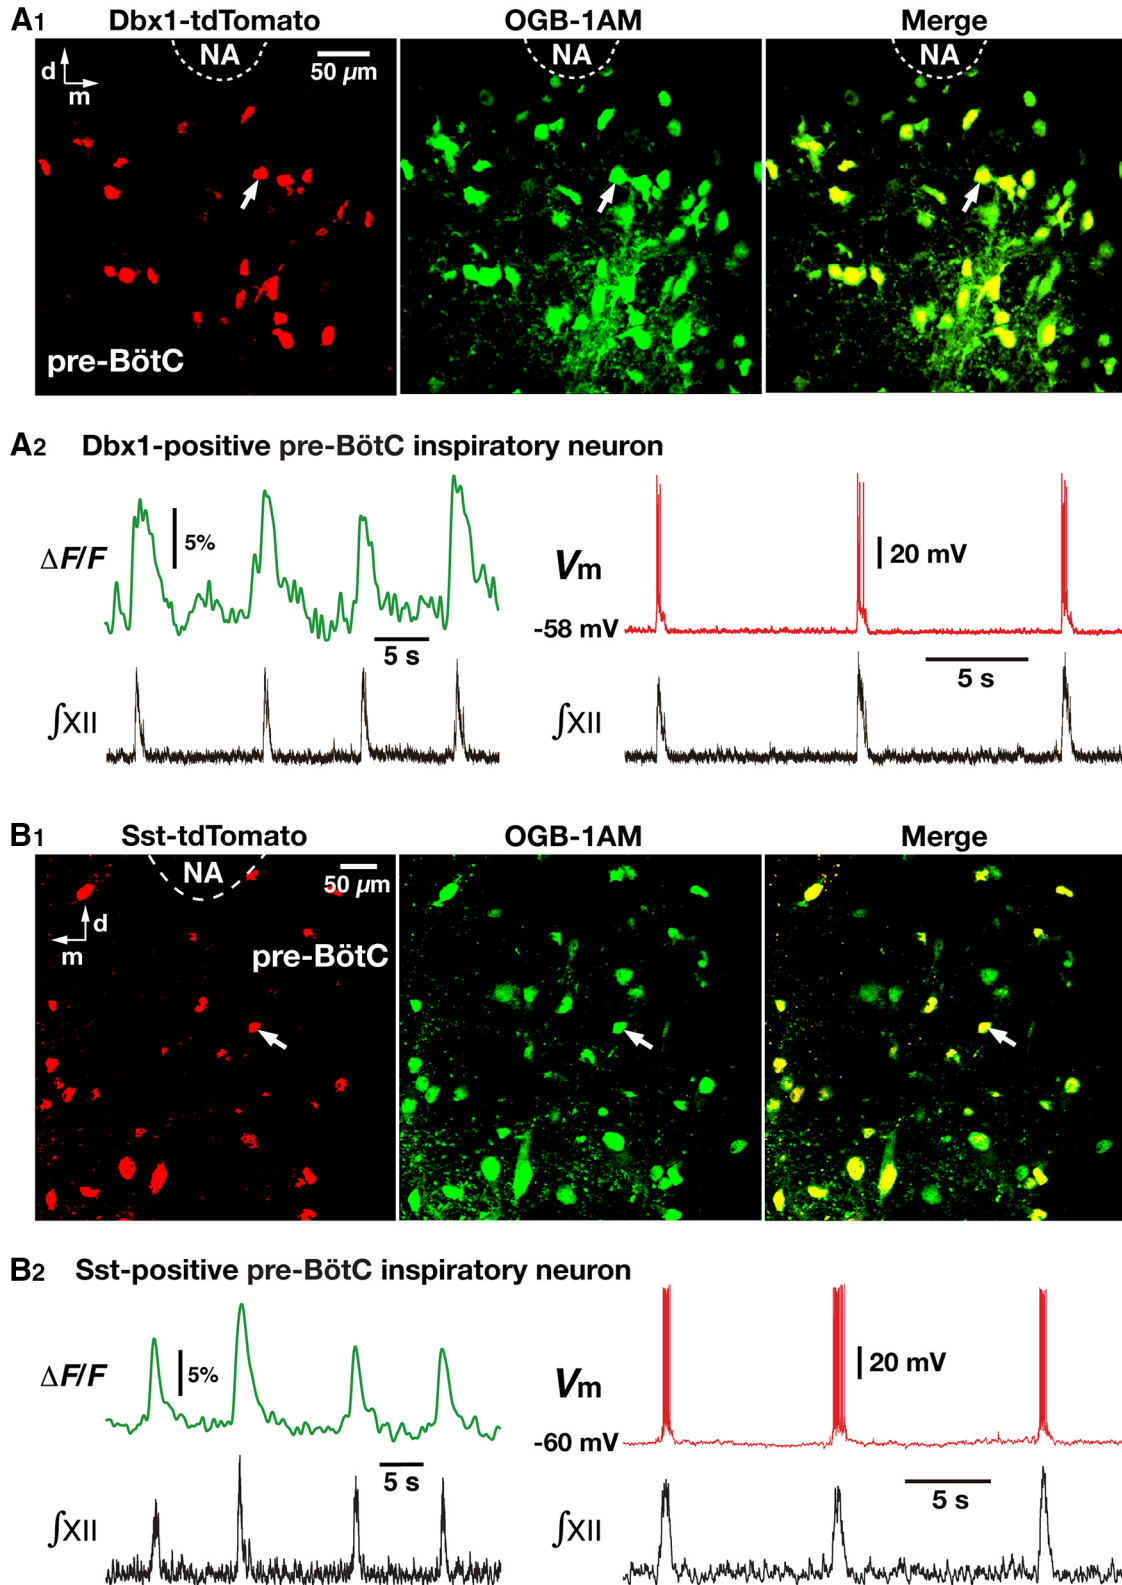 A1 Dbx1-tdTomato OGB-1AM Merge
NA NA NA
50 µm
d
m
pre-BötC
A2 Dbx1-positive pre-BötC inspiratory neuron
ΔF/F 5% Vm 20 mV
-58 mV
5 s 5 s
∫XII ∫XII
B1 Sst-tdTomato OGB-1AM Merge
NA
50 µm
d
m
pre-BötC
B2 Sst-positive pre-BötC inspiratory neuron
ΔF/F 5% Vm 20 mV
-60 mV
5 s 5 s
∫XII ∫XII